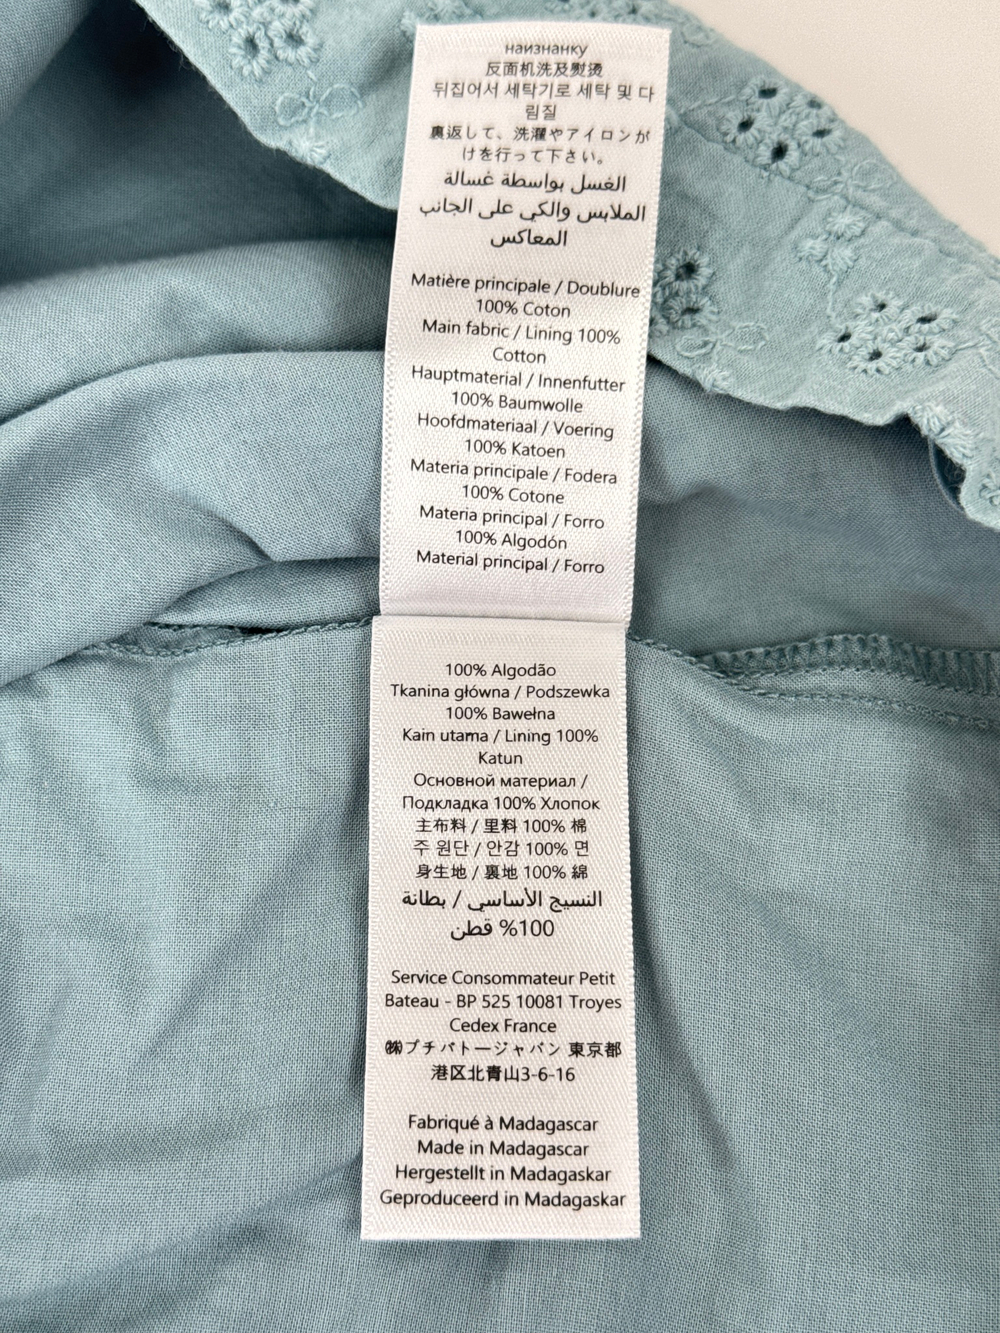 наизнанку
反面机洗及熨烫
뒤집어서 세탁기로 세탁 및 다
림질
裏返して、洗濯やアイロンが
けを行って下さい。
الغسل بواسطة غسالة
الملابس والكي على الجانب
المعاكس
Matière principale / Doublure
100% Coton
Main fabric / Lining 100%
Cotton
Hauptmaterial / Innenfutter
100% Baumwolle
Hoofdmateriaal / Voering
100% Katoen
Materia principale / Fodera
100% Cotone
Materia principal / Forro
100% Algodón
Material principal / Forro
100% Algodão
Tkanina główna / Podszewka
100% Bawełna
Kain utama / Lining 100%
Katun
Основной материал /
Подкладка 100% Хлопок
主布料 / 里料 100% 棉
주 원단 / 안감 100% 면
身生地 / 裏地 100% 綿
النسيج الأساسي / بطانة
100% قطن
Service Consommateur Petit
Bateau - BP 525 10081 Troyes
Cedex France
㈱プチバトージャパン 東京都
港区北青山3-6-16
Fabriqué à Madagascar
Made in Madagascar
Hergestellt in Madagaskar
Geproduceerd in Madagaskar